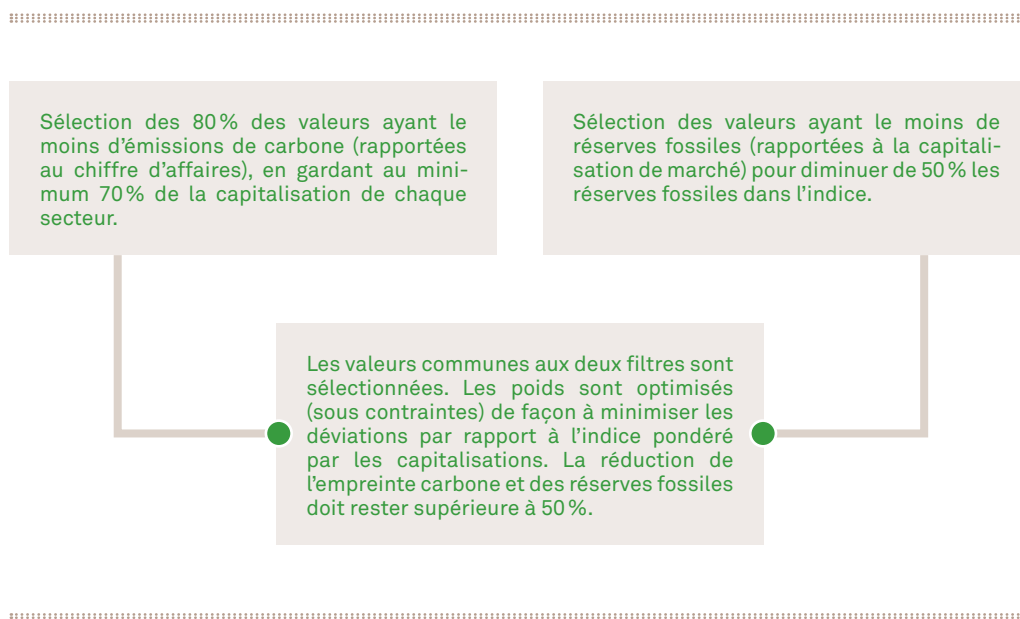 Sélection des 80 % des valeurs ayant le
moins d’émissions de carbone (rapportées
au chiffre d’affaires), en gardant au mini-
mum 70 % de la capitalisation de chaque
secteur.
Sélection des valeurs ayant le moins de
réserves fossiles (rapportées à la capitali-
sation de marché) pour diminuer de 50 % les
réserves fossiles dans l’indice.
Les valeurs communes aux deux filtres sont
sélectionnées. Les poids sont optimisés
(sous contraintes) de façon à minimiser les
déviations par rapport à l’indice pondéré
par les capitalisations. La réduction de
l’empreinte carbone et des réserves fossiles
doit rester supérieure à 50 %.